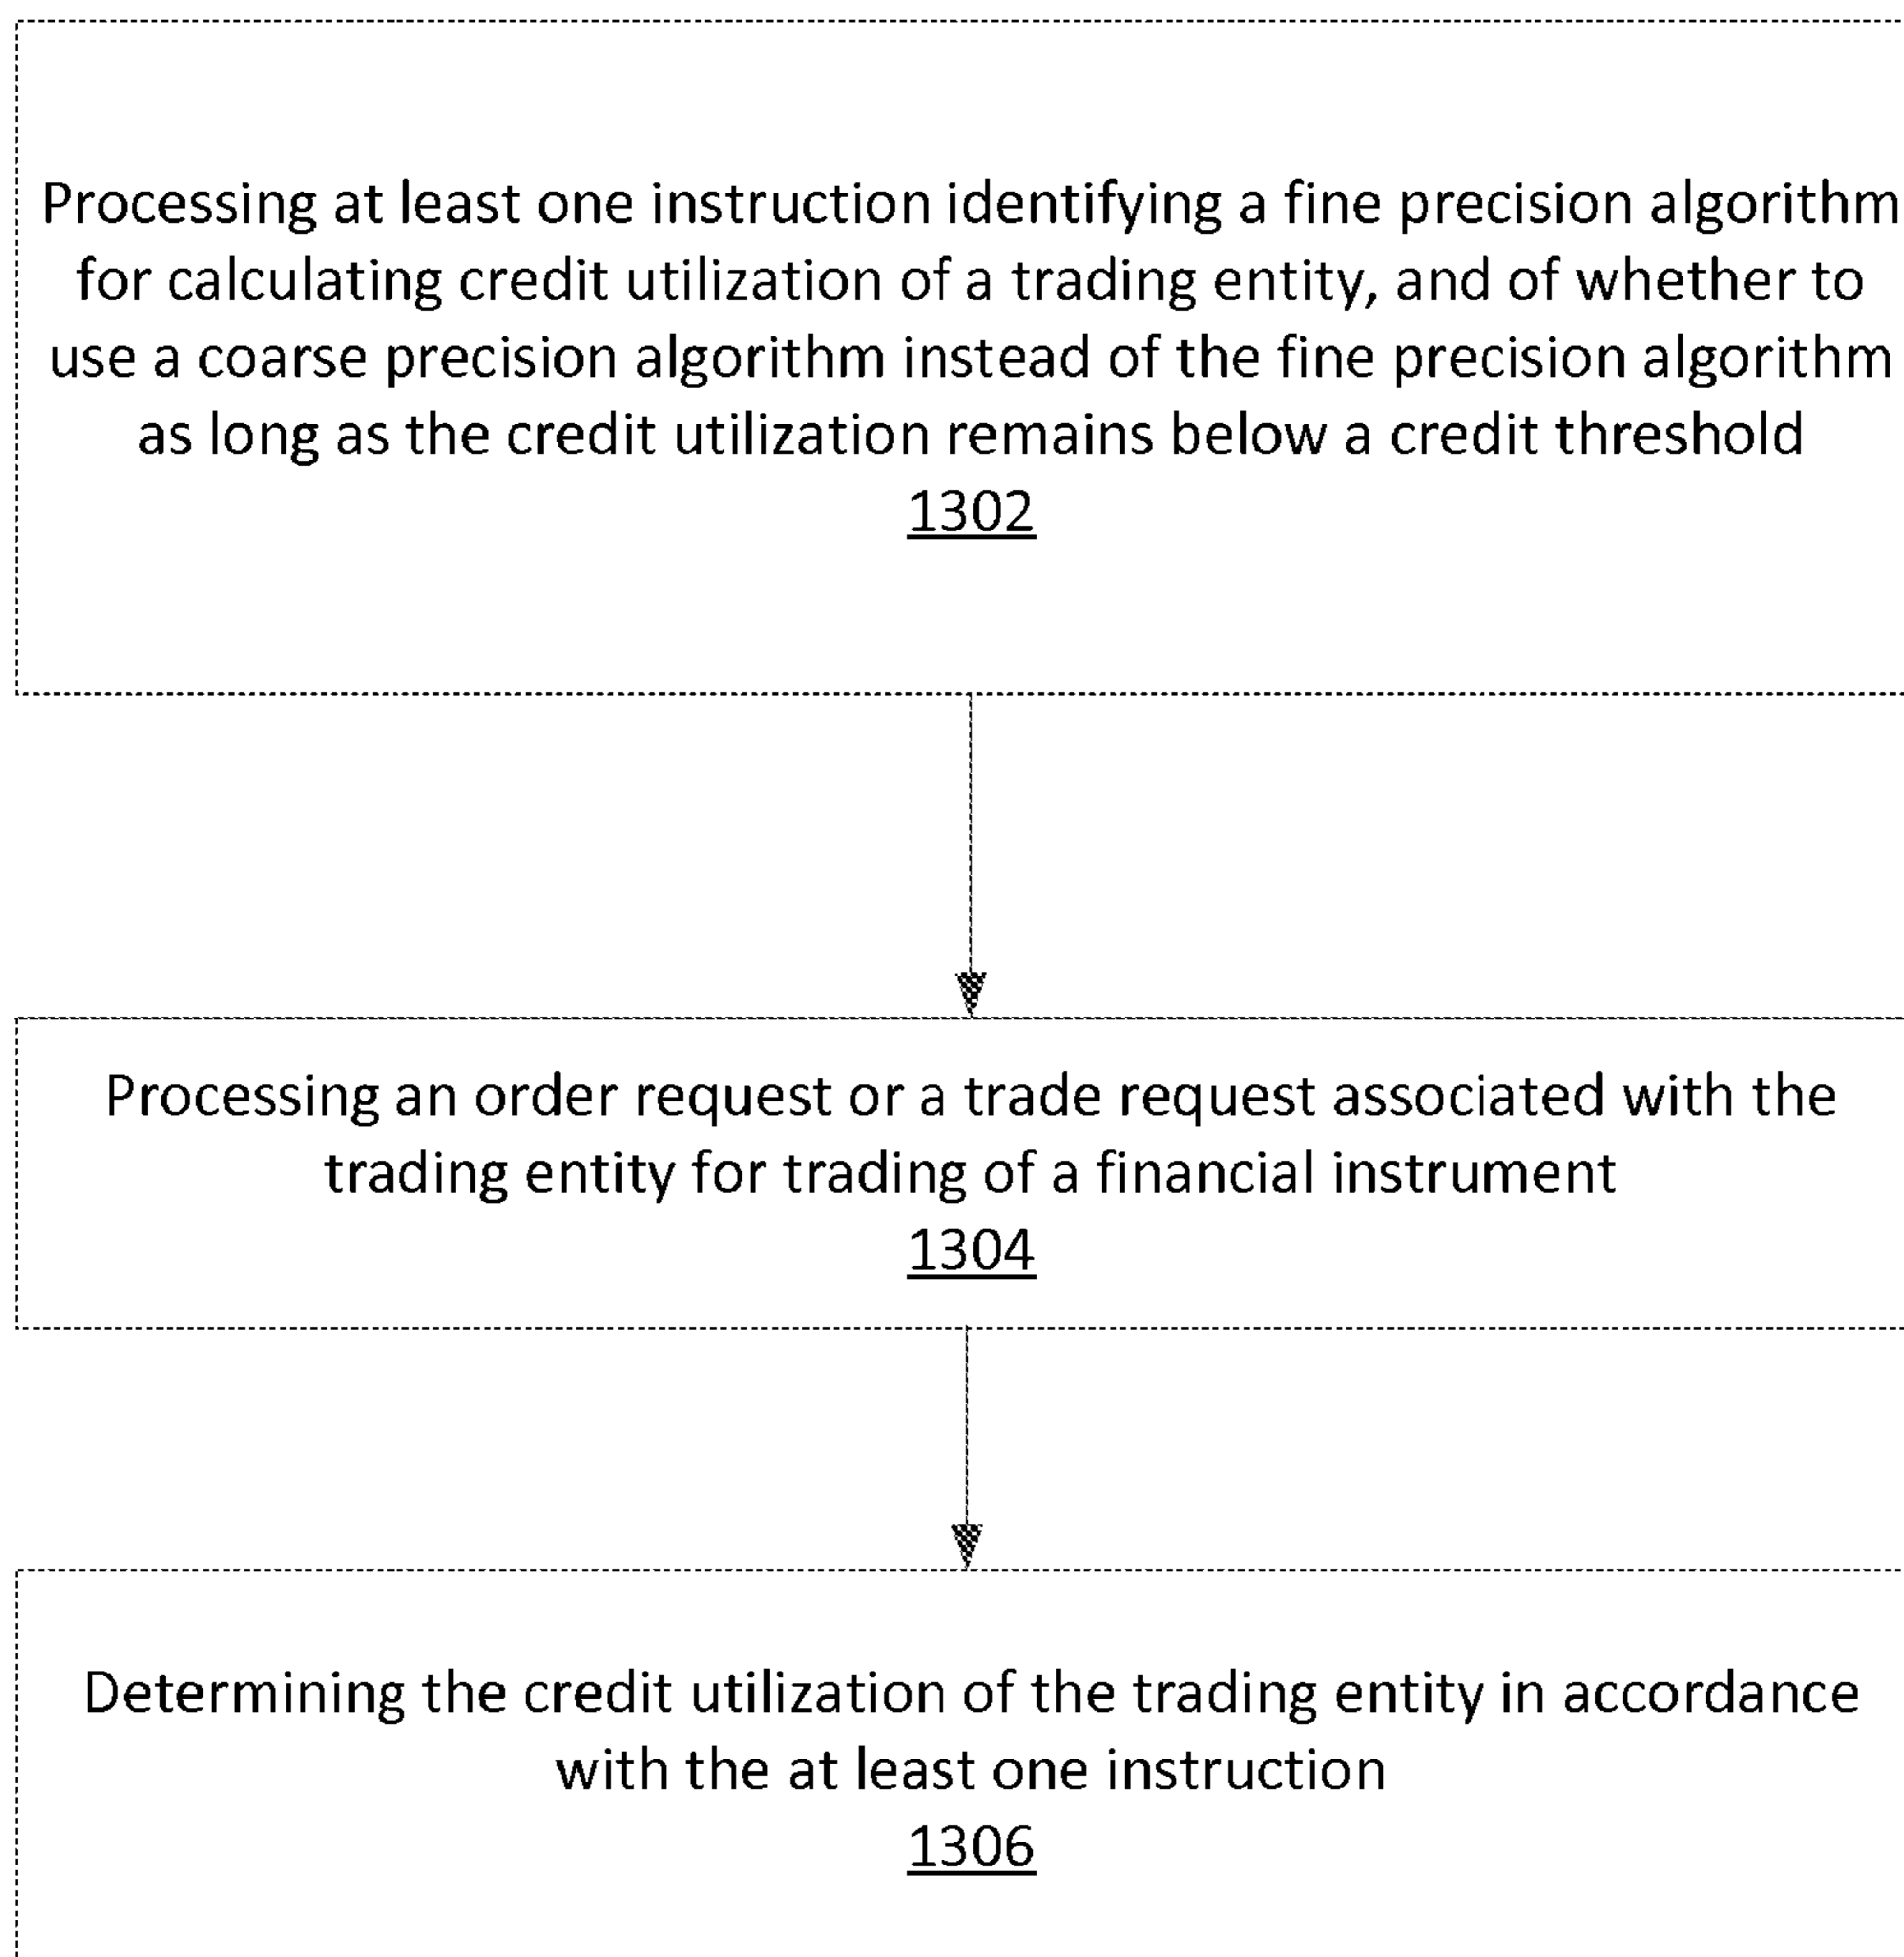 Processing at least one instruction identifying a fine precision algorithm
for calculating credit utilization of a trading entity, and of whether to
use a coarse precision algorithm instead of the fine precision algorithm
as long as the credit utilization remains below a credit threshold
1302
Processing an order request or a trade request associated with the
trading entity for trading of a financial instrument
1304
Determining the credit utilization of the trading entity in accordance
with the at least one instruction
1306